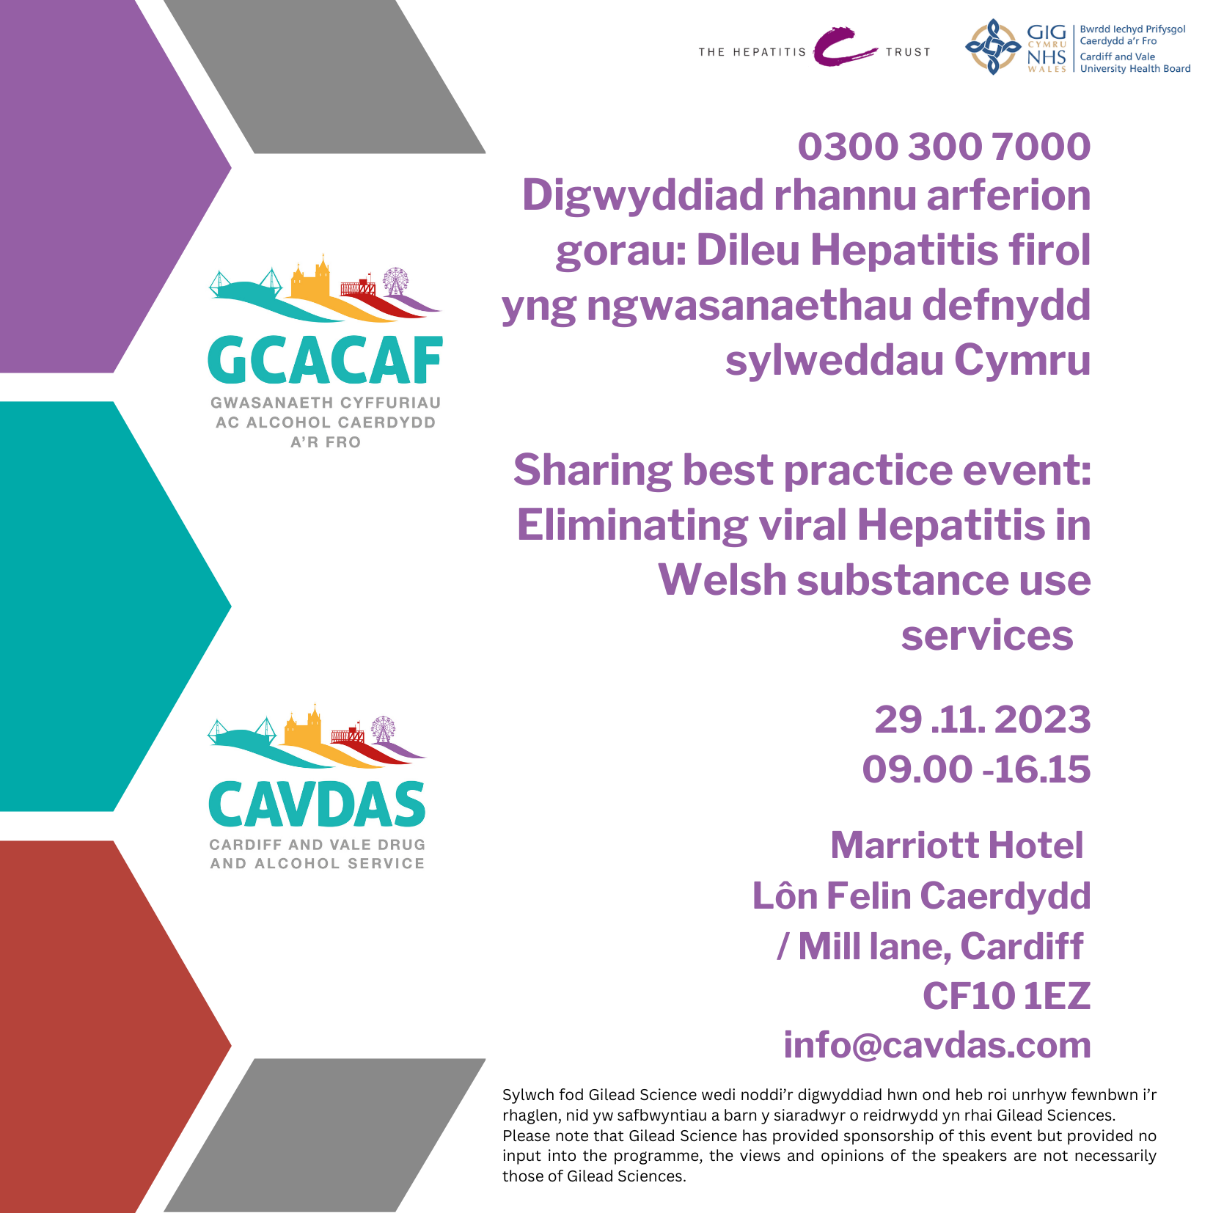 THE HEPATITIS C TRUST
GIG
CYMRU
NHS
WALES
Bwrdd Iechyd Prifysgol
Caerdydd a'r Fro
Cardiff and Vale
University Health Board
0300 300 7000
Digwyddiad rhannu arferion
gorau: Dileu Hepatitis firol
yng ngwasanaethau defnydd
sylweddau Cymru
GCACAF
GWASANAETH CYFFURIAU
AC ALCOHOL CAERDYDD
A'R FRO
Sharing best practice event:
Eliminating viral Hepatitis in
Welsh substance use
services
29 .11. 2023
09.00 -16.15
CAVDAS
CARDIFF AND VALE DRUG
AND ALCOHOL SERVICE
Marriott Hotel
Lôn Felin Caerdydd
/ Mill lane, Cardiff
CF10 1EZ
info@cavdas.com
Sylwch fod Gilead Science wedi noddi'r digwyddiad hwn ond heb roi unrhyw fewnbwn i'r
rhaglen, nid yw safbwyntiau a barn y siaradwyr o reidrwydd yn rhai Gilead Sciences.
Please note that Gilead Science has provided sponsorship of this event but provided no
input into the programme, the views and opinions of the speakers are not necessarily
those of Gilead Sciences.